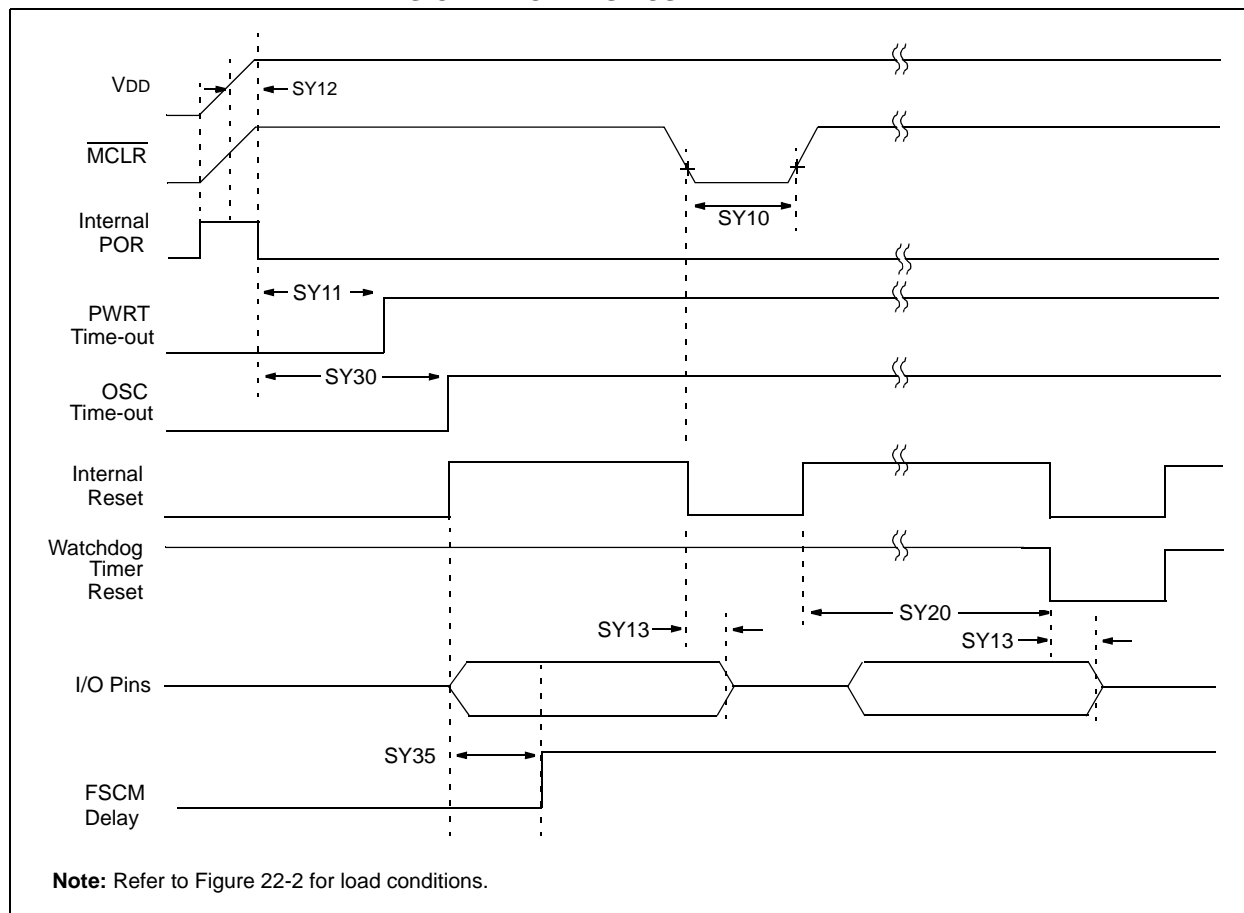 VDD
SY12
MCLR
SY10
Internal
POR
SY11
PWRT
Time-out
SY30
OSC
Time-out
Internal
Reset
Watchdog
Timer
Reset
SY20
SY13
SY13
I/O Pins
SY35
FSCM
Delay
Note: Refer to Figure 22-2 for load conditions.